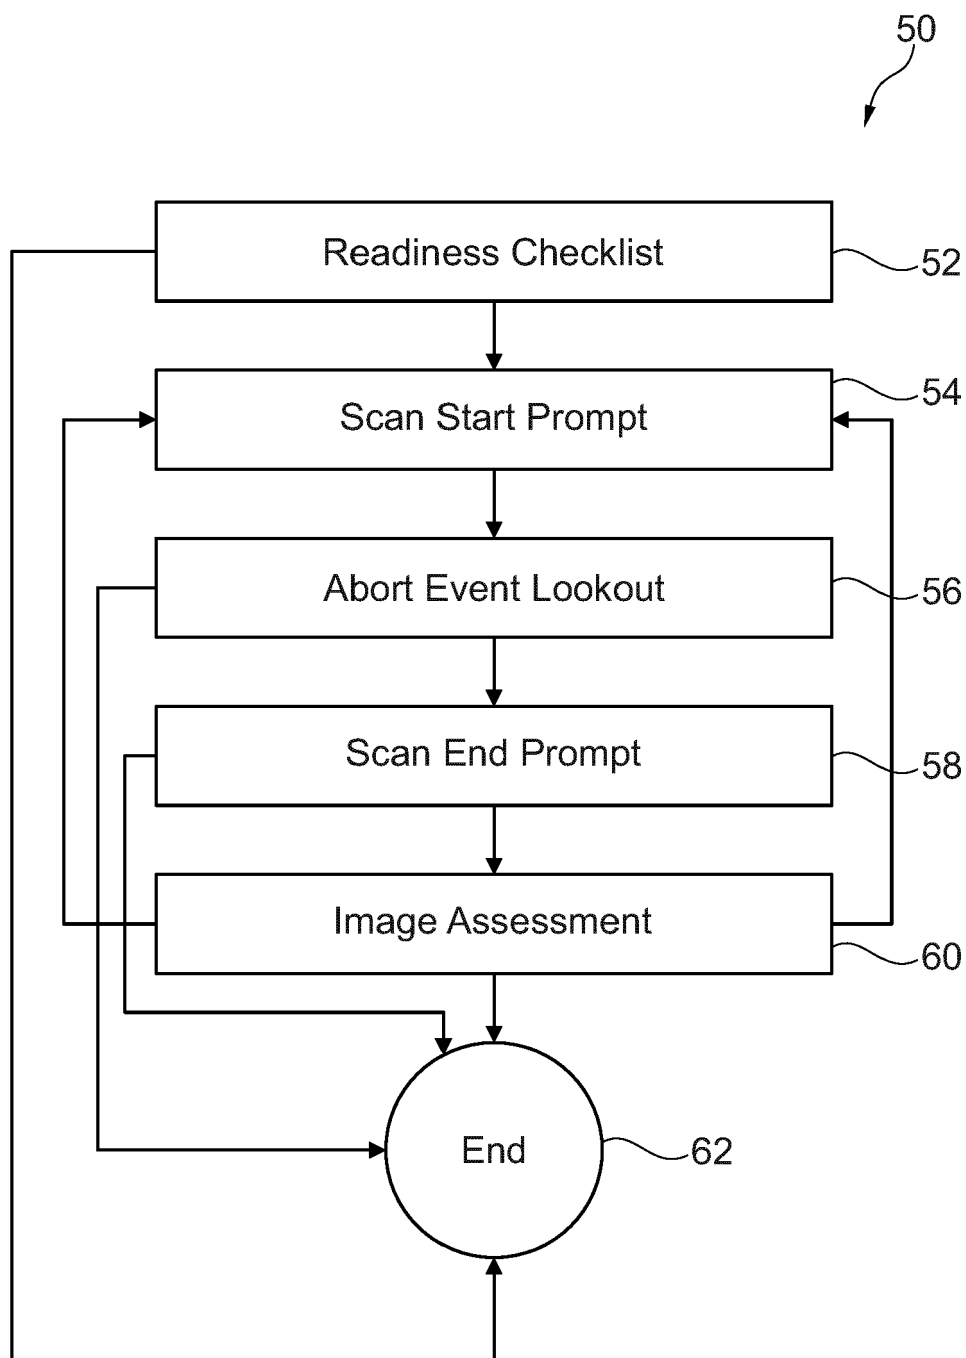 50
Readiness Checklist
52
Scan Start Prompt
54
Abort Event Lookout
56
Scan End Prompt
58
Image Assessment
60
End
62